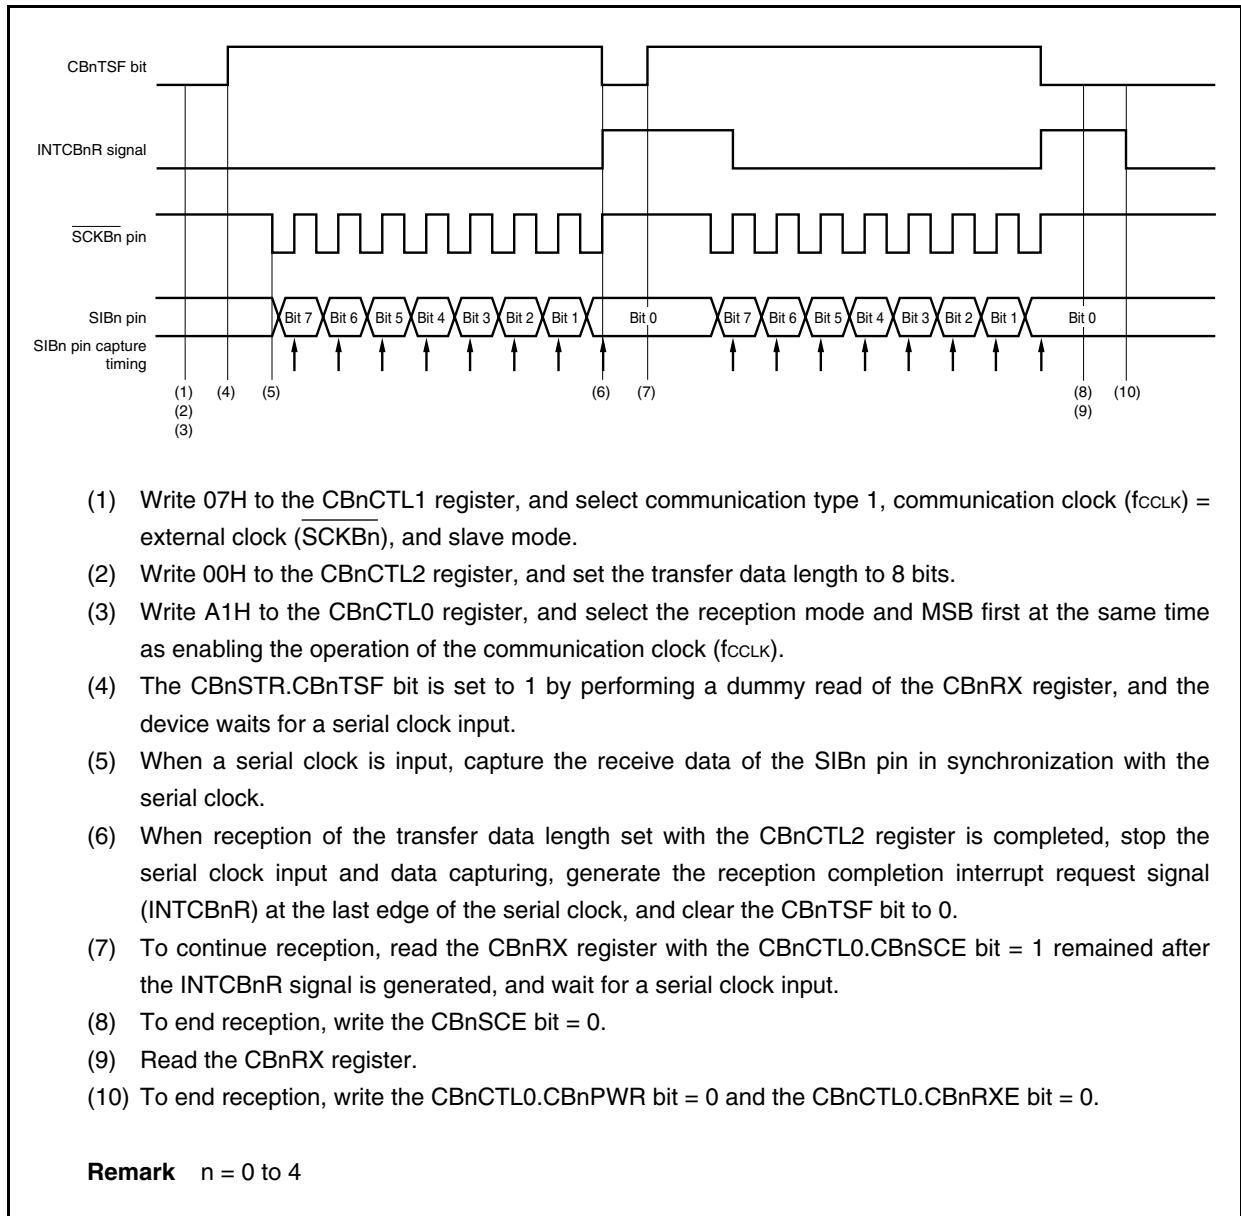 CBnTSF bit
INTCBnR signal
SCKBn pin
SIBn pin
Bit 7 Bit 6 Bit 5 Bit 4 Bit 3 Bit 2 Bit 1 Bit 0 Bit 7 Bit 6 Bit 5 Bit 4 Bit 3 Bit 2 Bit 1 Bit 0
SIBn pin capture
timing
(1) (4) (5) (6) (7) (8) (10)
(2) (9)
(3)
(1) Write 07H to the CBnCTL1 register, and select communication type 1, communication clock (fCCLK) =
external clock (SCKBn), and slave mode.
(2) Write 00H to the CBnCTL2 register, and set the transfer data length to 8 bits.
(3) Write A1H to the CBnCTL0 register, and select the reception mode and MSB first at the same time
as enabling the operation of the communication clock (fCCLK).
(4) The CBnSTR.CBnTSF bit is set to 1 by performing a dummy read of the CBnRX register, and the
device waits for a serial clock input.
(5) When a serial clock is input, capture the receive data of the SIBn pin in synchronization with the
serial clock.
(6) When reception of the transfer data length set with the CBnCTL2 register is completed, stop the
serial clock input and data capturing, generate the reception completion interrupt request signal
(INTCBnR) at the last edge of the serial clock, and clear the CBnTSF bit to 0.
(7) To continue reception, read the CBnRX register with the CBnCTL0.CBnSCE bit = 1 remained after
the INTCBnR signal is generated, and wait for a serial clock input.
(8) To end reception, write the CBnSCE bit = 0.
(9) Read the CBnRX register.
(10) To end reception, write the CBnCTL0.CBnPWR bit = 0 and the CBnCTL0.CBnRXE bit = 0.
Remark n = 0 to 4